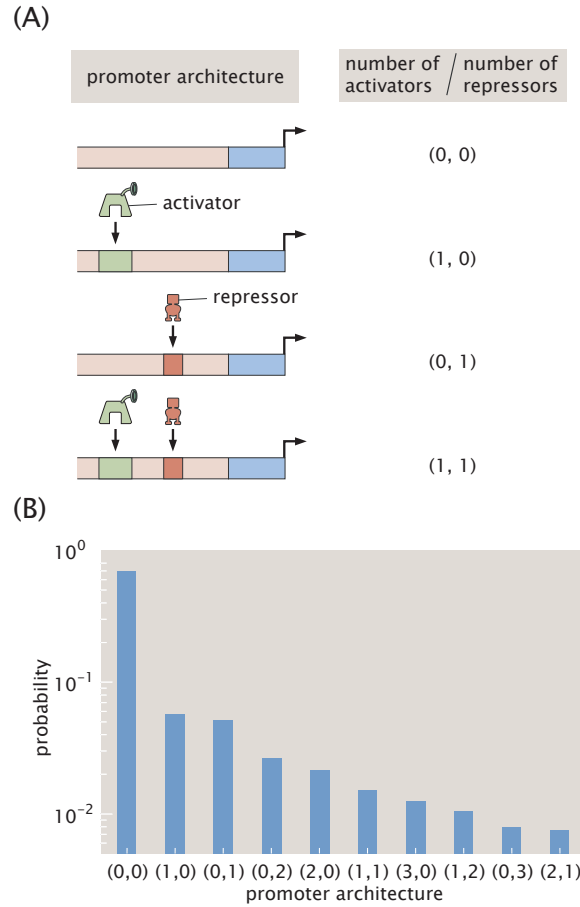 (A)
promoter architecture
number of activators / number of repressors
(0, 0)
activator
(1, 0)
repressor
(0, 1)
(1, 1)
(B)
10⁰
10⁻¹
10⁻²
probability
(0,0) (1,0) (0,1) (0,2) (2,0) (1,1) (3,0) (1,2) (0,3) (2,1)
promoter architecture